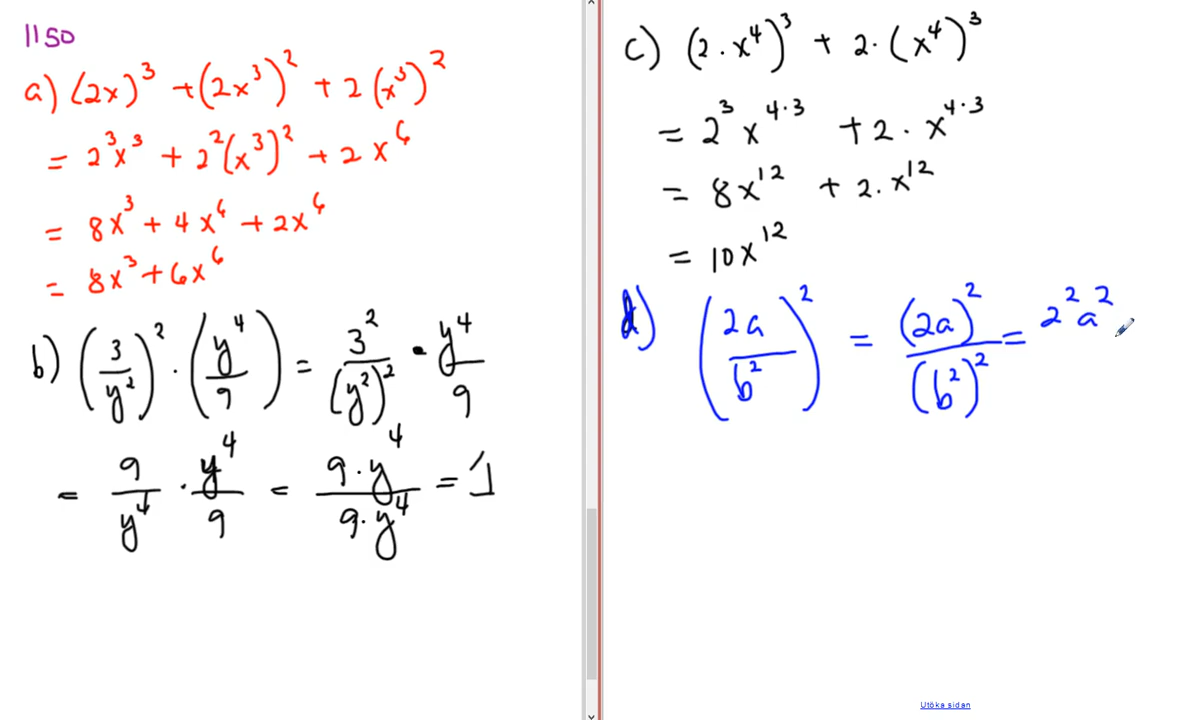 1150
a) (2x)³ + (2x³)² + 2(x³)²
= 2³x³ + 2²(x³)² + 2x⁶
= 8x³ + 4x⁶ + 2x⁶
= 8x³ + 6x⁶
b) (3/y²)² · (y⁴/9) = 3²/(y²)² · y⁴/9
= 9/y⁴ · y⁴/9 = 9·y⁴/9·y⁴ = 1
c) (2·x⁴)³ + 2·(x⁴)³
= 2³x⁴·³ + 2·x⁴·³
= 8x¹² + 2·x¹²
= 10x¹²
d) (2a/b²)² = (2a)²/(b²)² = 2²a²
Utöka sidan